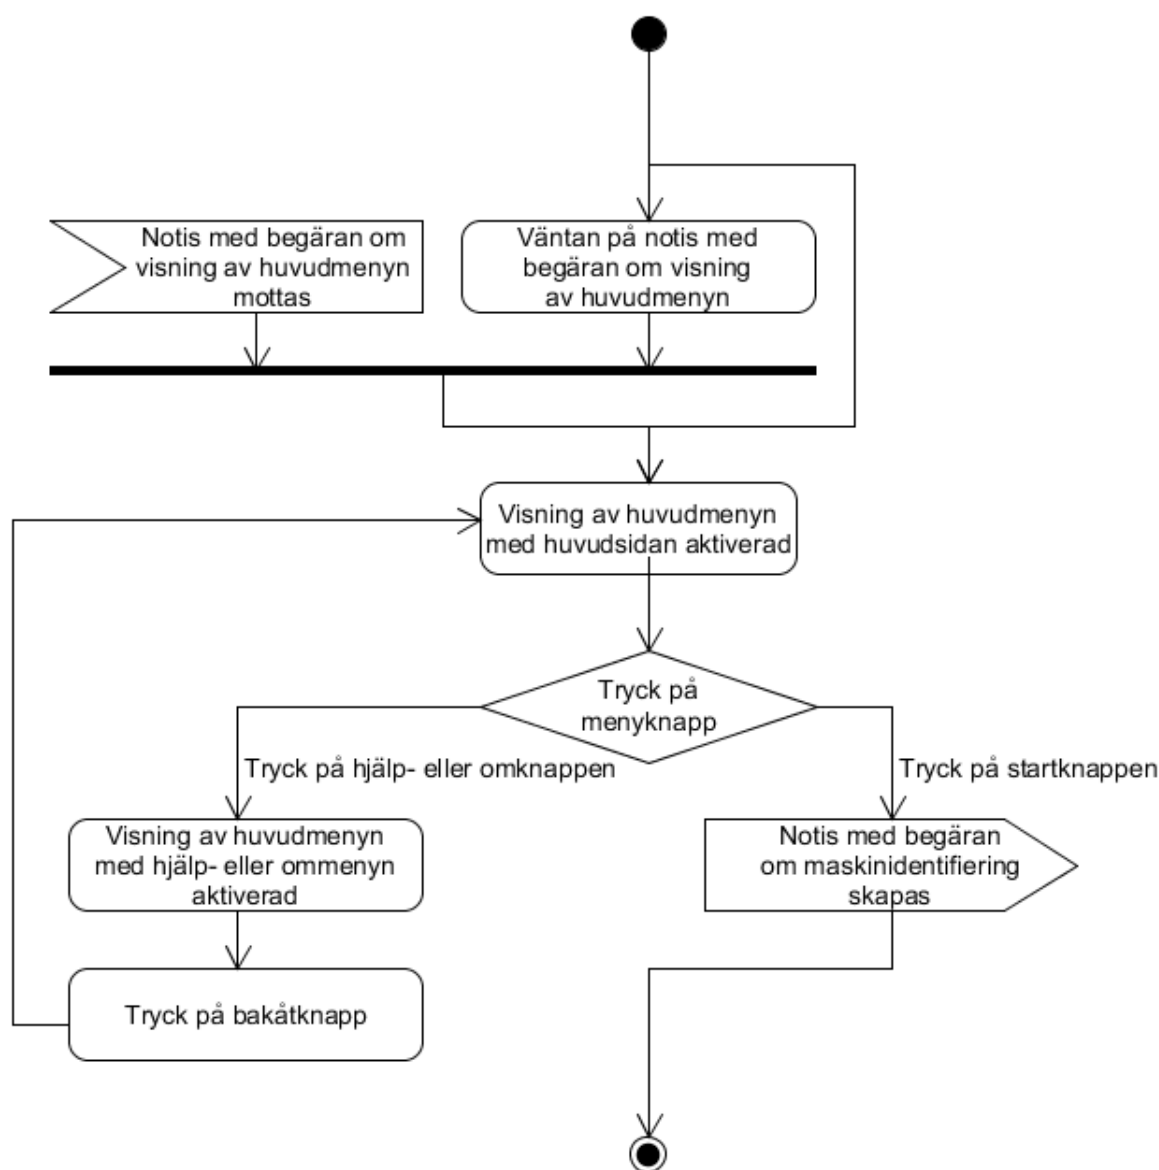 Notis med begäran om
visning av huvudmenyn
mottas
Väntan på notis med
begäran om visning
av huvudmenyn
Visning av huvudmenyn
med huvudsidan aktiverad
Tryck på
menyknapp
Tryck på hjälp- eller omknappen
Tryck på startknappen
Visning av huvudmenyn
med hjälp- eller ommenyn
aktiverad
Notis med begäran
om maskinidentifiering
skapas
Tryck på bakåtknapp